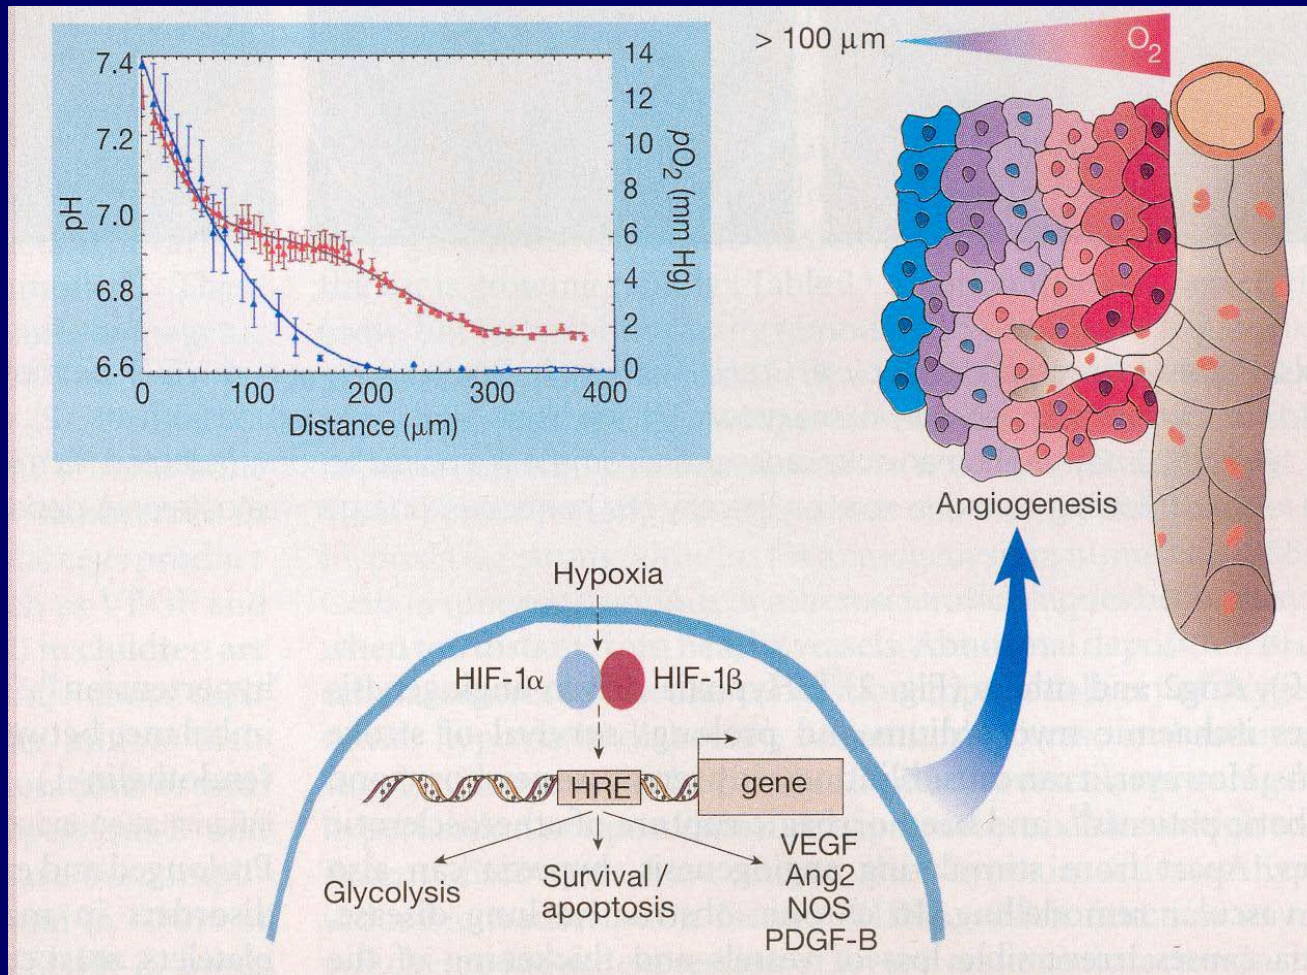 7.4
7.2
7.0
6.8
6.6
pH
14
12
10
8
6
4
2
0
pO₂ (mm Hg)
0
100
200
300
400
Distance (μm)
> 100 μm
O₂
Angiogenesis
Hypoxia
HIF-1α
HIF-1β
HRE
gene
Glycolysis
Survival /
apoptosis
VEGF
Ang2
NOS
PDGF-B